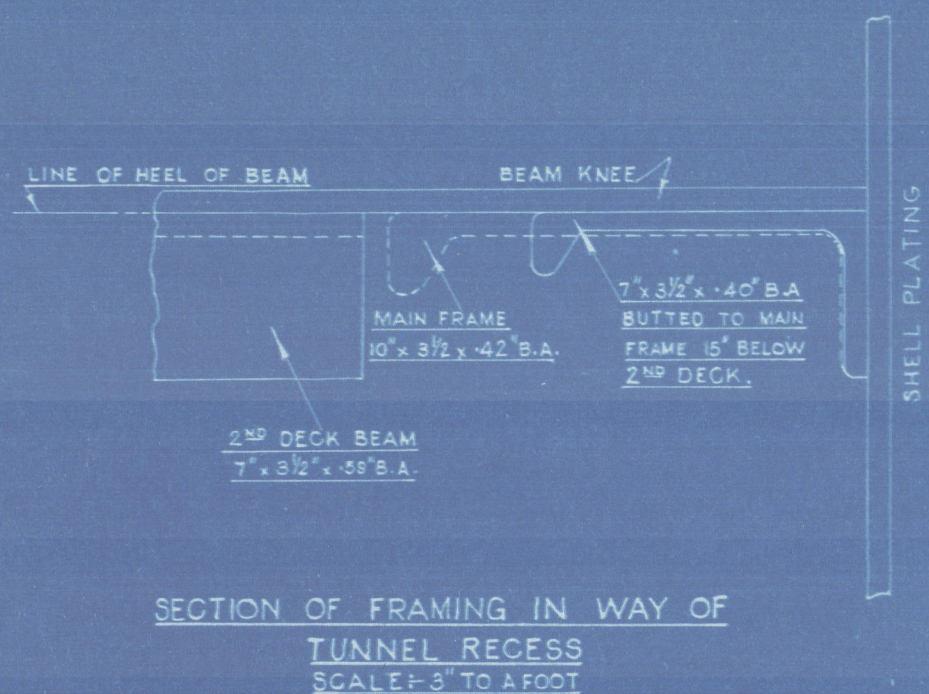 LINE OF HEEL OF BEAM
BEAM KNEE
SHELL PLATING
7" x 3½" x ·40" B.A
BUTTED TO MAIN
FRAME 15" BELOW
2ND DECK.
MAIN FRAME
10" x 3½ x ·42" B.A.
2ND DECK BEAM
7" x 3½" x ·39" B.A.
SECTION OF FRAMING IN WAY OF
TUNNEL RECESS
SCALE:- 3" TO A FOOT